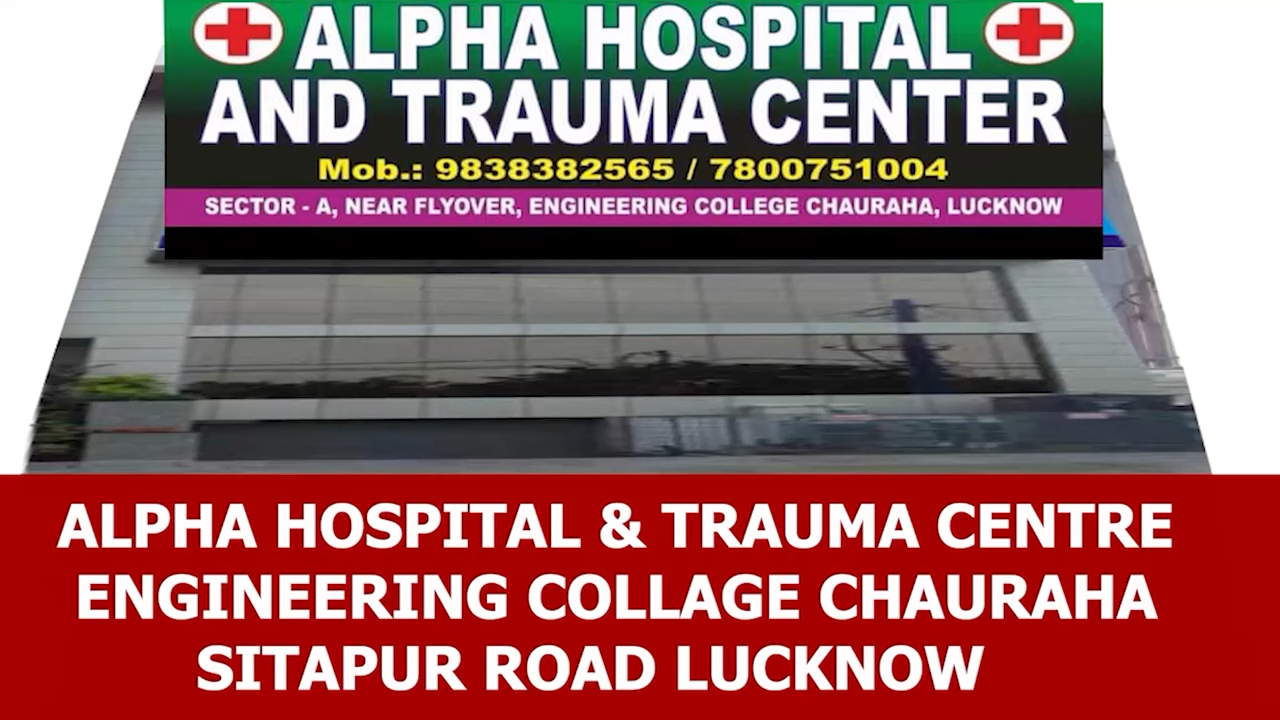 ALPHA HOSPITAL
AND TRAUMA CENTER
Mob.: 9838382565 / 7800751004
SECTOR - A, NEAR FLYOVER, ENGINEERING COLLEGE CHAURAHA, LUCKNOW
ALPHA HOSPITAL & TRAUMA CENTRE
ENGINEERING COLLAGE CHAURAHA
SITAPUR ROAD LUCKNOW